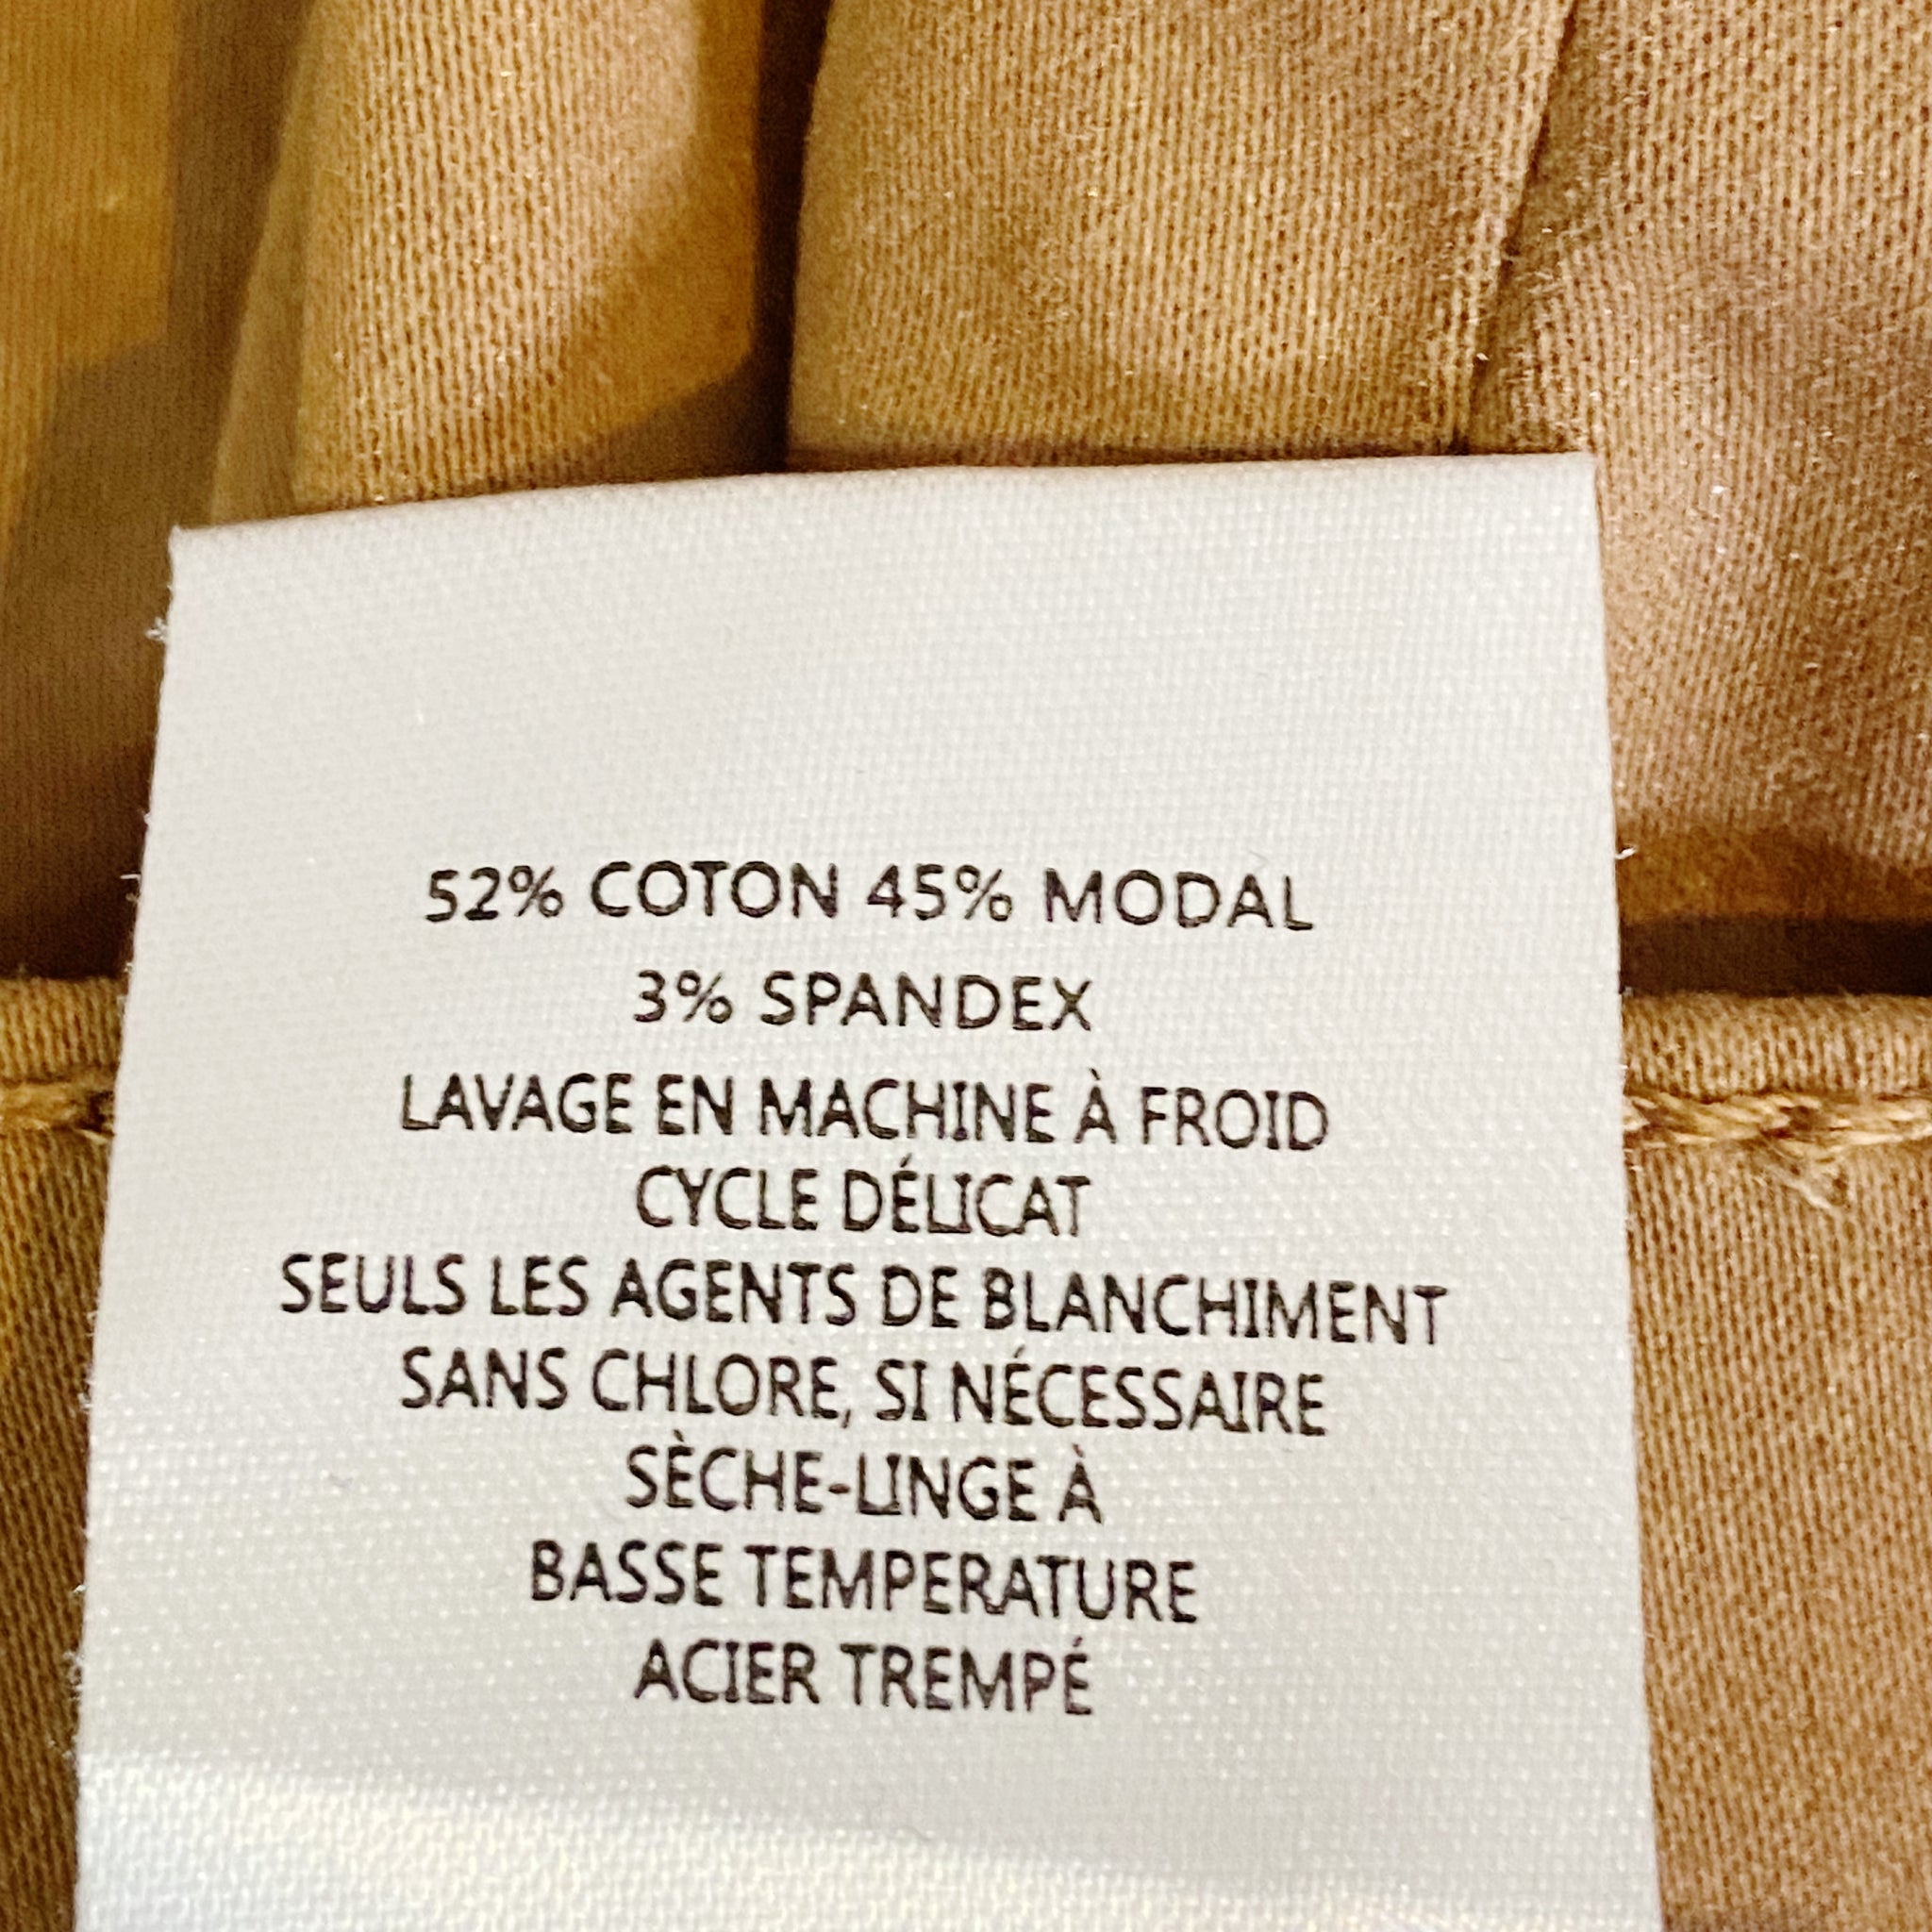 52% COTON 45% MODAL
3% SPANDEX
LAVAGE EN MACHINE À FROID
CYCLE DÉLICAT
SEULS LES AGENTS DE BLANCHIMENT
SANS CHLORE, SI NÉCESSAIRE
SÈCHE-LINGE À
BASSE TEMPERATURE
ACIER TREMPÉ